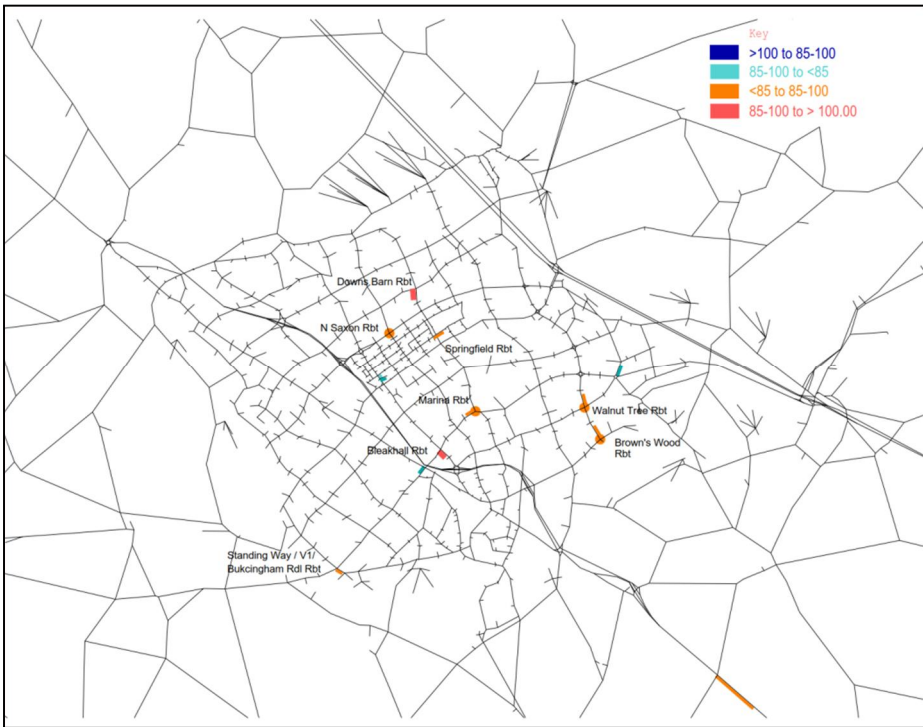 Key
>100 to 85-100
85-100 to <85
<85 to 85-100
85-100 to > 100.00
Downs Barn Rbt
N Saxon Rbt
Springfield Rbt
Marina Rbt
Walnut Tree Rbt
Brown's Wood
Rbt
Bleakhall Rbt
Standing Way / V1/
Bukcingham Rdl Rbt